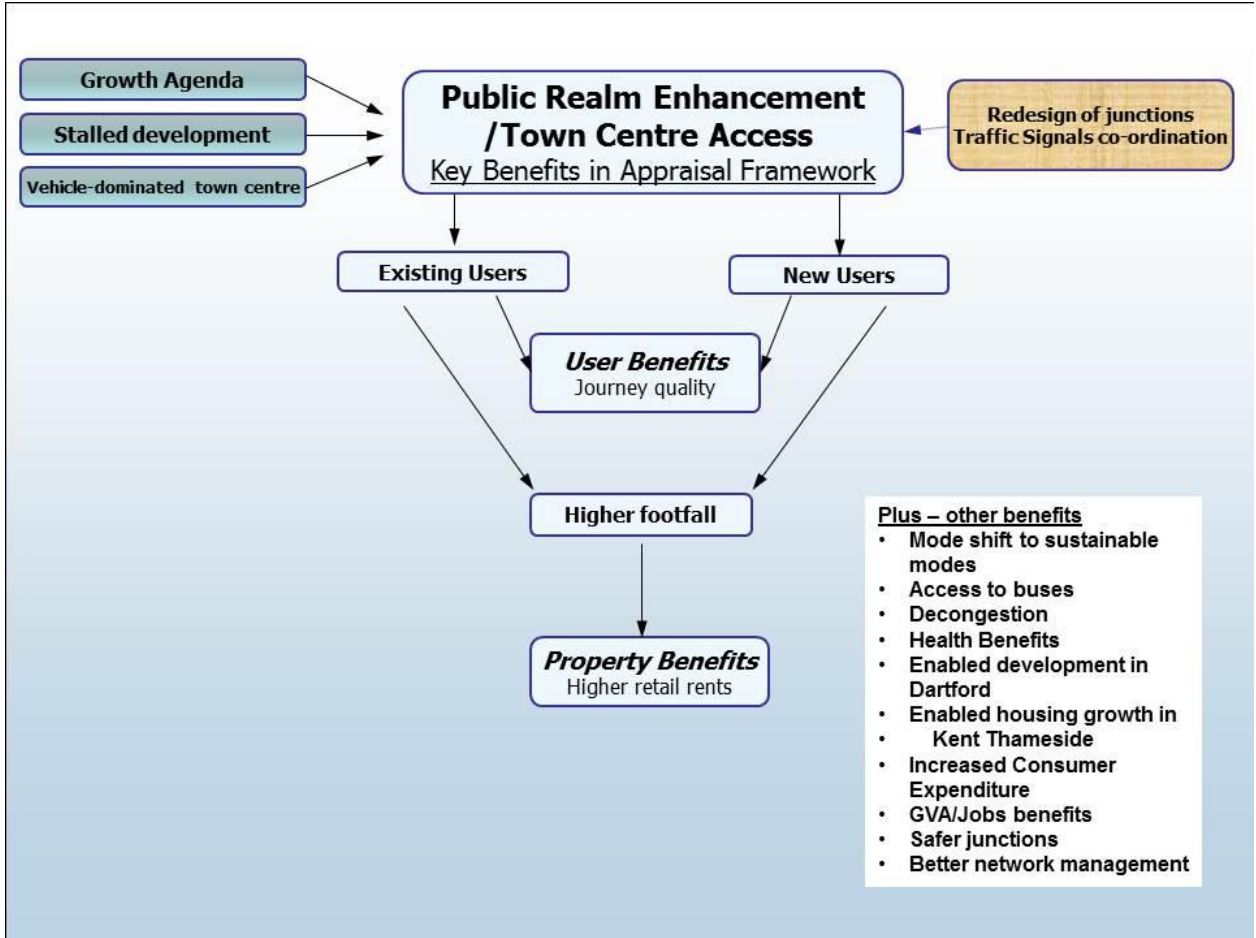 Growth Agenda
Stalled development
Vehicle-dominated town centre
Public Realm Enhancement
/Town Centre Access
Key Benefits in Appraisal Framework
Redesign of junctions
Traffic Signals co-ordination
Existing Users
New Users
User Benefits
Journey quality
Higher footfall
Property Benefits
Higher retail rents
Plus – other benefits
• Mode shift to sustainable
modes
• Access to buses
• Decongestion
• Health Benefits
• Enabled development in
Dartford
• Enabled housing growth in
• Kent Thameside
• Increased Consumer
Expenditure
• GVA/Jobs benefits
• Safer junctions
• Better network management